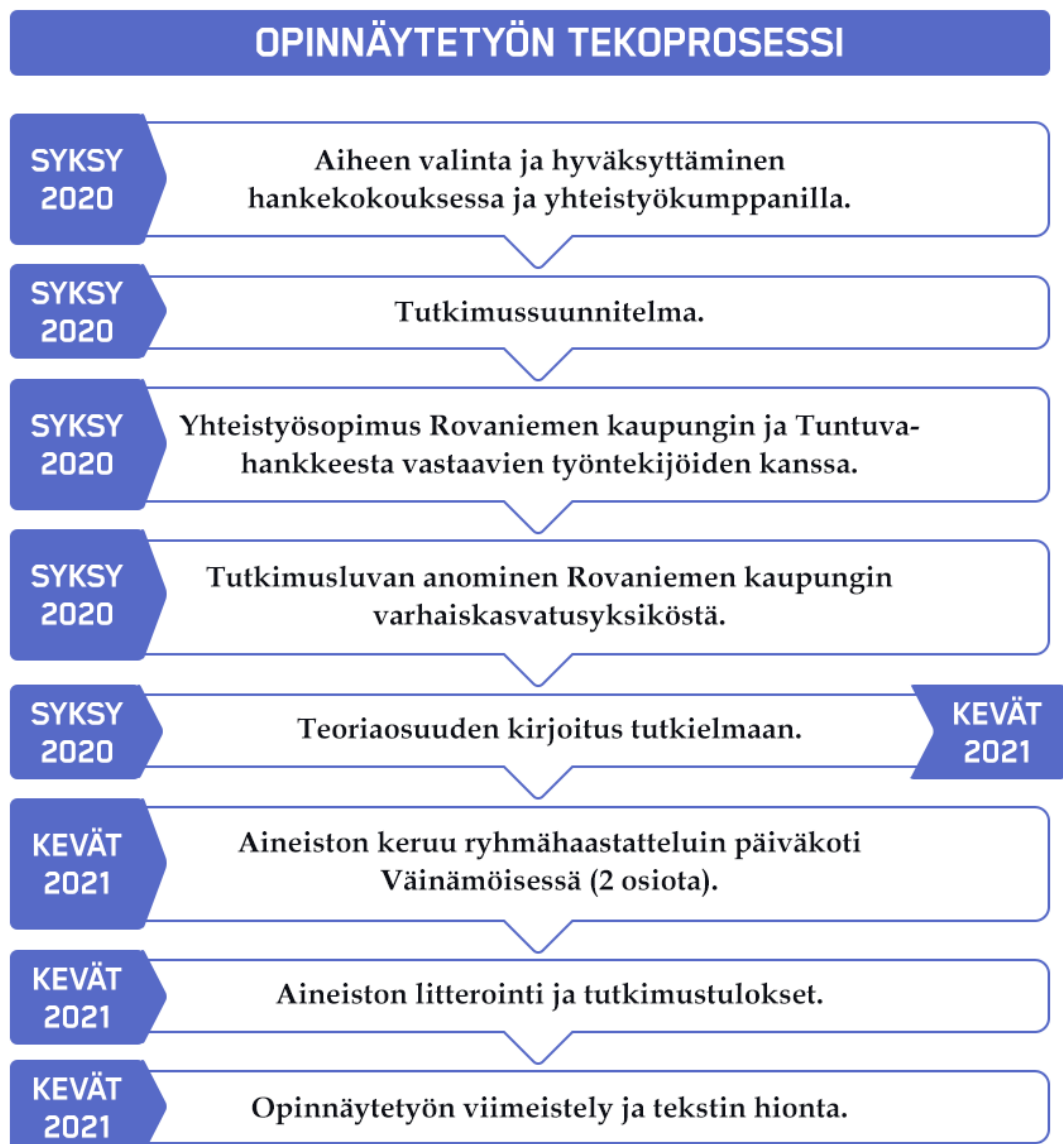 OPINNÄYTETYÖN TEKOPROSESSI
SYKSY
2020
Aiheen valinta ja hyväksyttäminen
hankekokouksessa ja yhteistyökumppanilla.
SYKSY
2020
Tutkimussuunnitelma.
SYKSY
2020
Yhteistyösopimus Rovaniemen kaupungin ja Tuntuva-
hankkeesta vastaavien työntekijöiden kanssa.
SYKSY
2020
Tutkimusluvan anominen Rovaniemen kaupungin
varhaiskasvatusyksiköstä.
SYKSY
2020
Teoriaosuuden kirjoitus tutkielmaan.
KEVÄT
2021
KEVÄT
2021
Aineiston keruu ryhmähaastatteluin päiväkoti
Väinämöisessä (2 osiota).
KEVÄT
2021
Aineiston litterointi ja tutkimustulokset.
KEVÄT
2021
Opinnäytetyön viimeistely ja tekstin hionta.